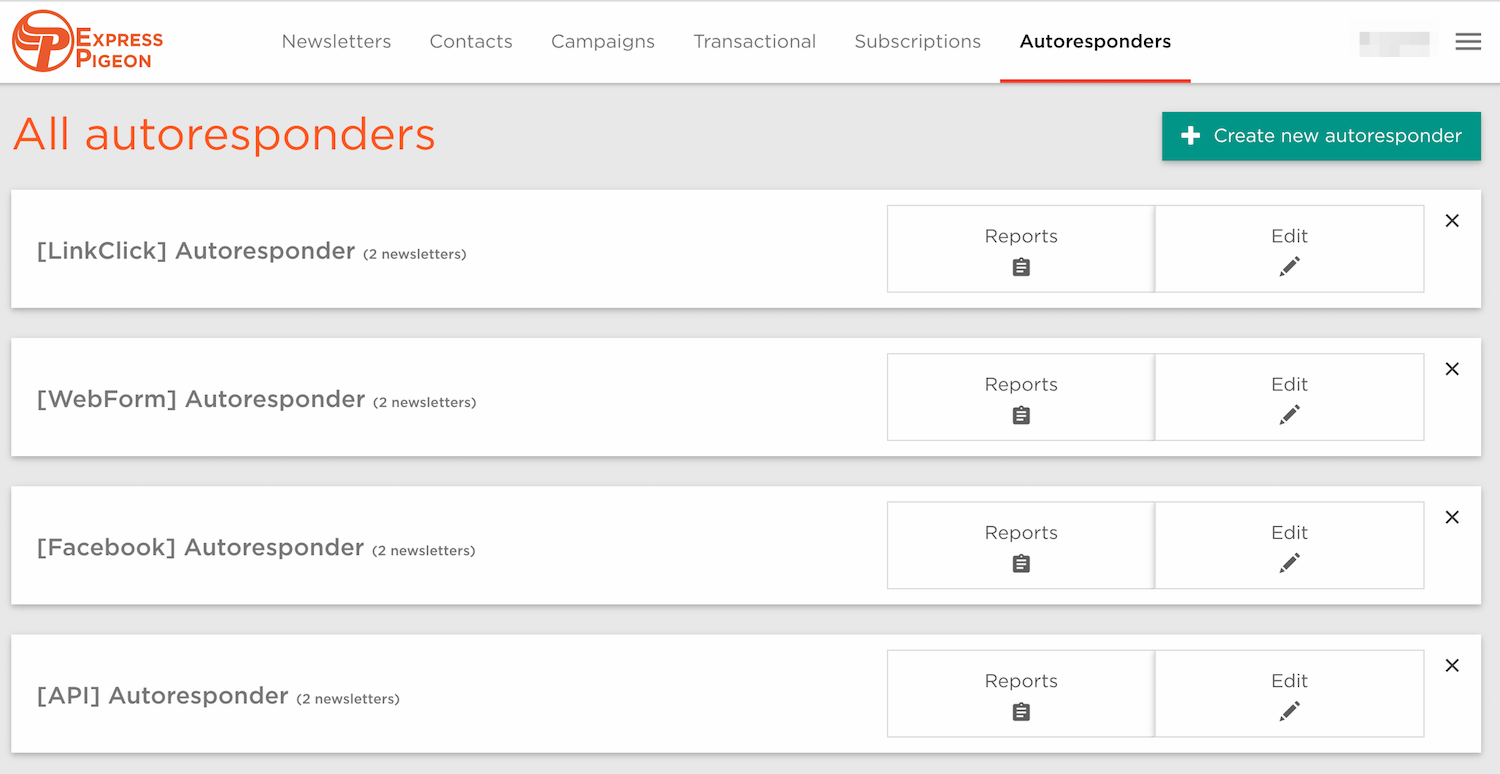 EXPRESS
PIGEON
Newsletters Contacts Campaigns Transactional Subscriptions Autoresponders
All autoresponders
Create new autoresponder
[LinkClick] Autoresponder (2 newsletters)
Reports Edit
[WebForm] Autoresponder (2 newsletters)
Reports Edit
[Facebook] Autoresponder (2 newsletters)
Reports Edit
[API] Autoresponder (2 newsletters)
Reports Edit